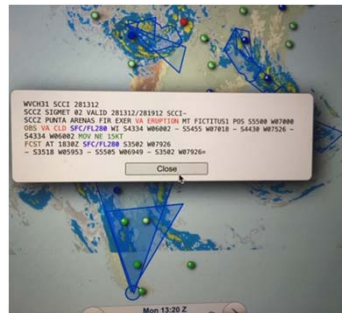 WVCH31 SCCI 281312
SCCZ SIGMET 02 VALID 281312/281912 SCCI-
SCCZ PUNTA ARENAS FIR EXER VA ERUPTION MT FICTITUS1 POS S5500 W07000
OBS VA CLD SFC/FL280 WI S4334 W06002 - S5455 W07018 - S4430 W07526 -
S4334 W06002 MOV NE 15KT
FCST AT 1830Z SFC/FL280 S3502 W07926
- S3518 W05953 - S5505 W06949 - S3502 W07926=
Close
Mon 13:20 Z